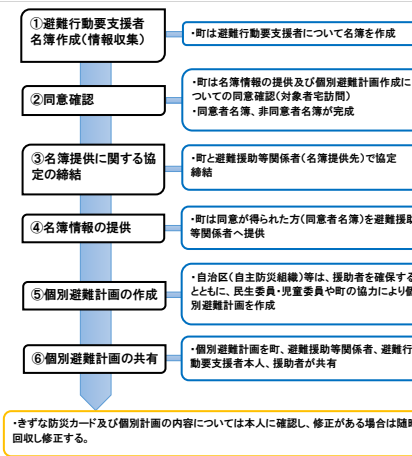 ①避難行動要支援者
名簿作成(情報収集)
・町は避難行動要支援者について名簿を作成
②同意確認
・町は名簿情報の提供及び個別避難計画作成に
ついての同意確認(対象者宅訪問)
・同意者名簿、非同意者名簿が完成
③名簿提供に関する協
定の締結
・町と避難援助等関係者(名簿提供先)で協定
締結
④名簿情報の提供
・町は同意が得られた方(同意者名簿)を避難援助
等関係者へ提供
⑤個別避難計画の作成
・自治区(自主防災組織)等は、援助者を確保する
とともに、民生委員・児童委員や町の協力により個
別避難計画を作成
⑥個別避難計画の共有
・個別避難計画を町、避難援助等関係者、避難行
動要支援者本人、援助者が共有
・きずな防災カード及び個別計画の内容については本人に確認し、修正がある場合は随時
回収し修正する。